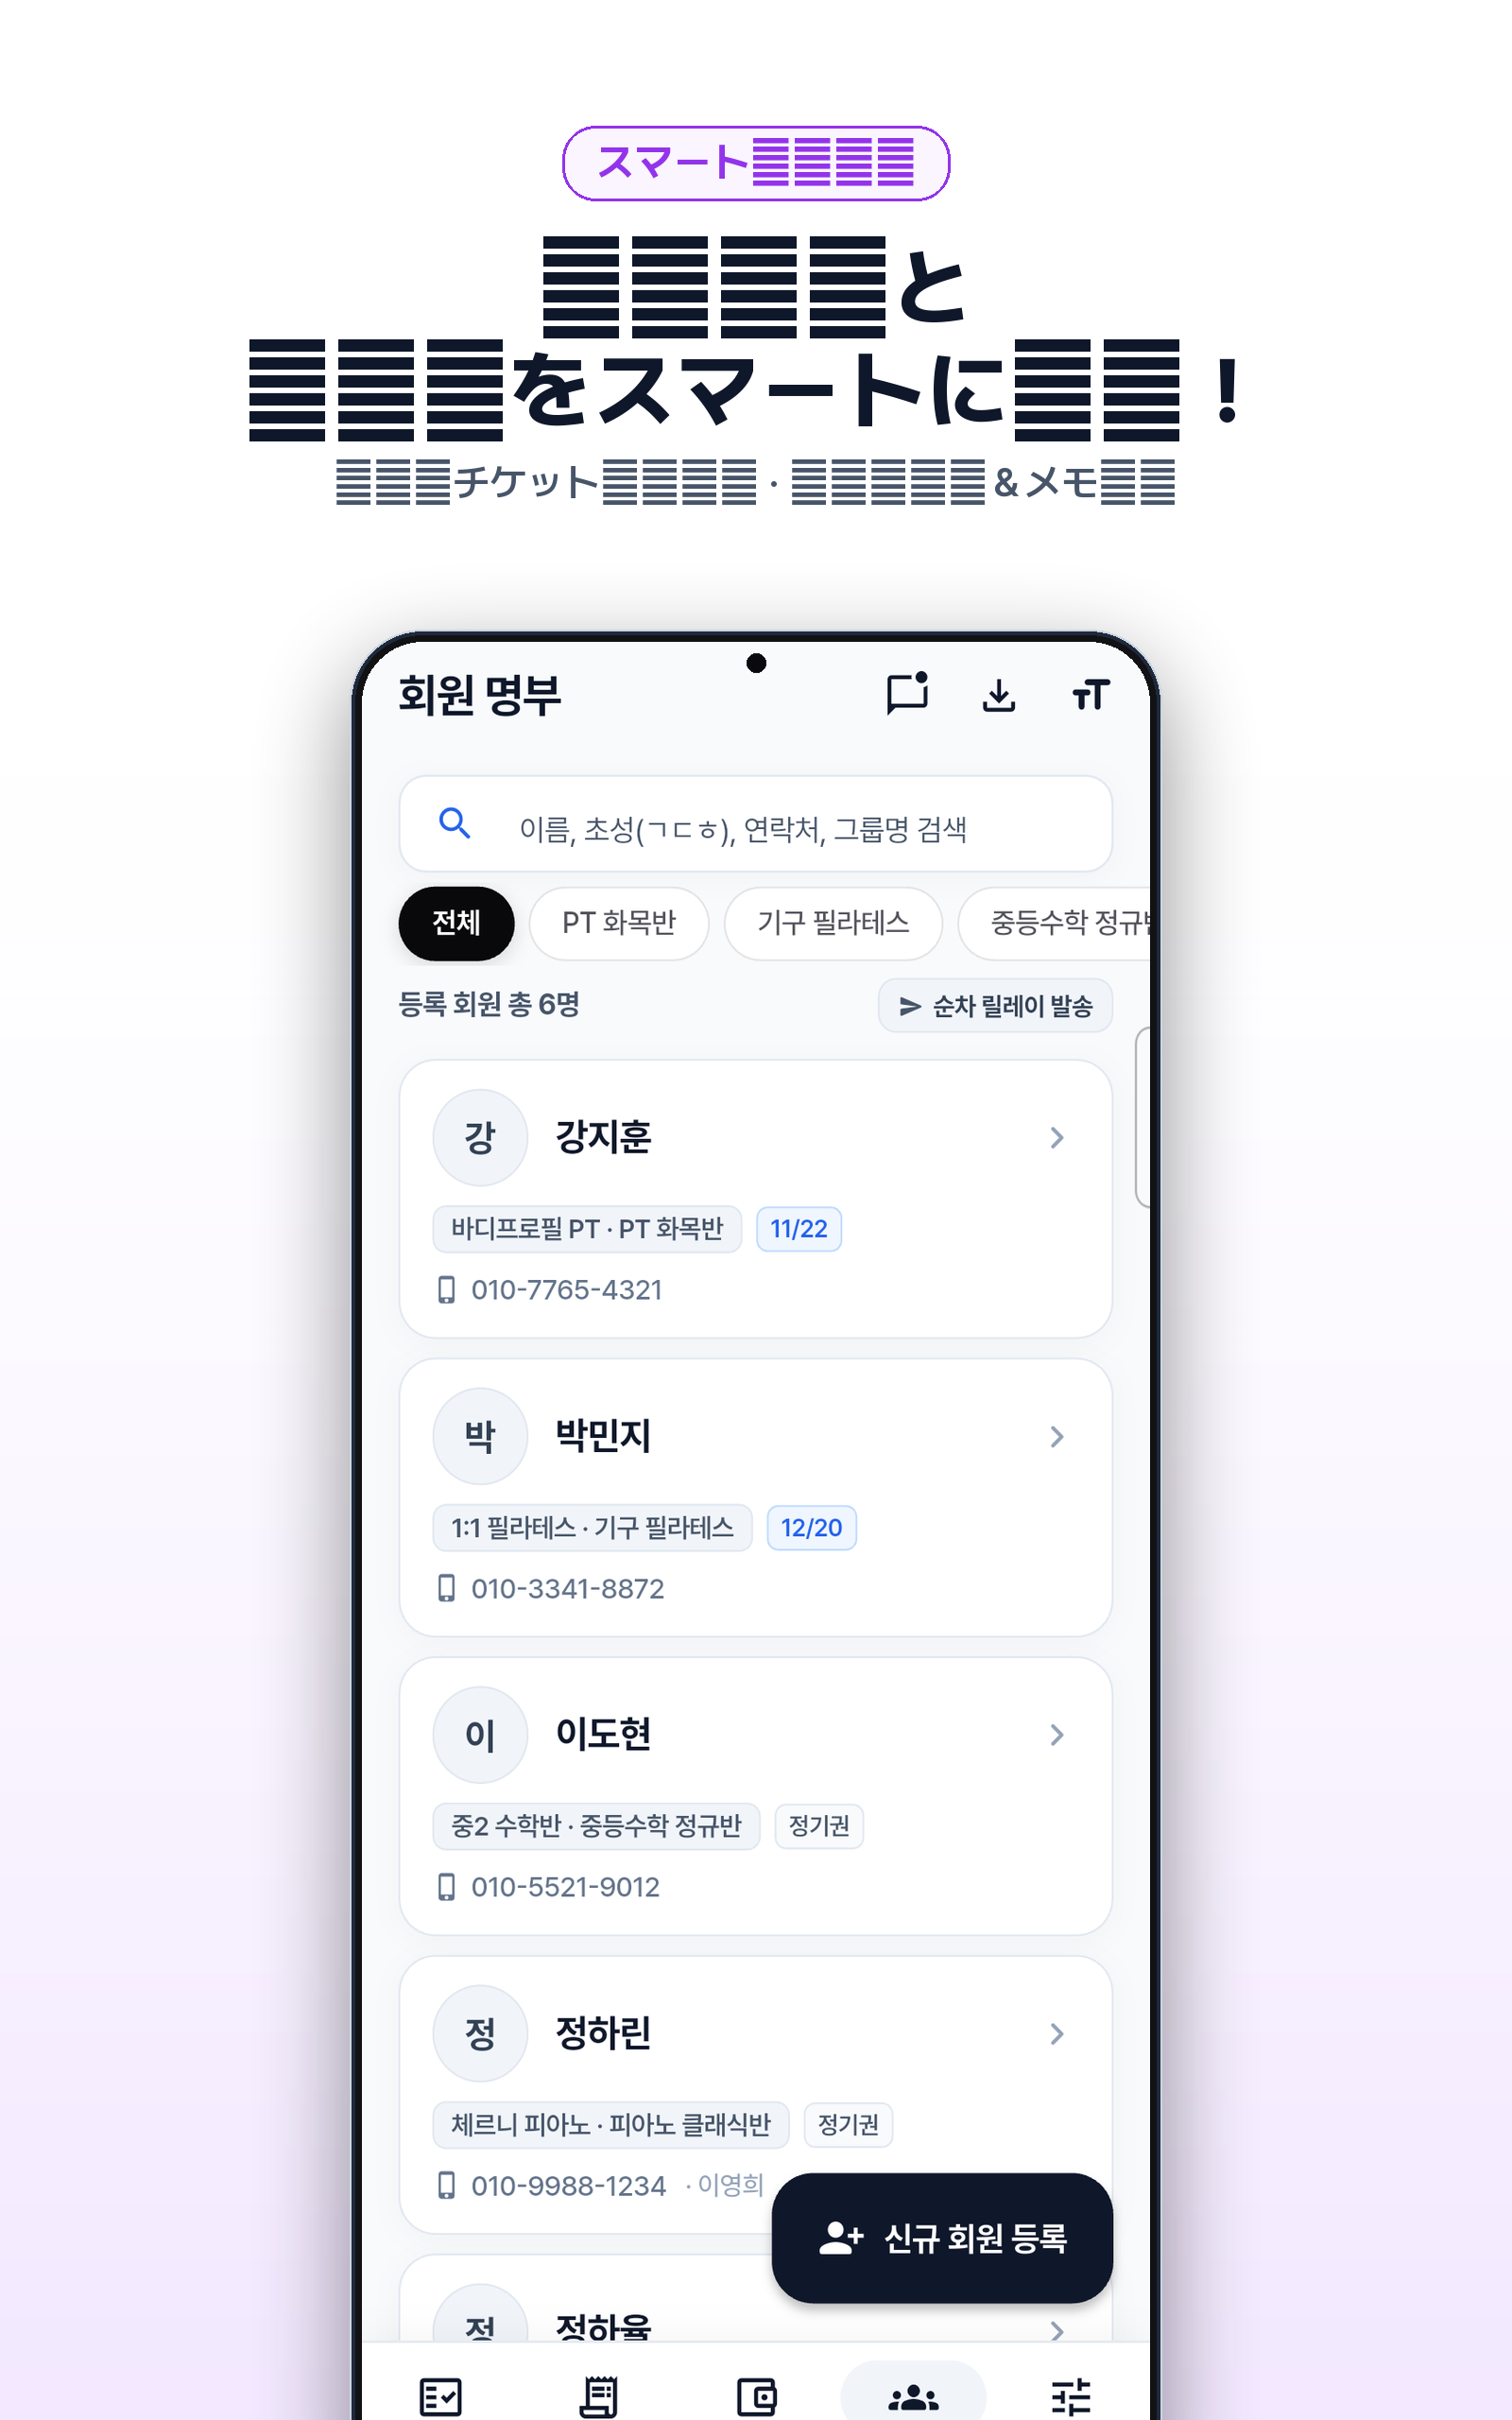 スマート
と
をスマートに！
チケット · & メモ
회원 명부
이름, 초성(ㄱㄷㅎ), 연락처, 그룹명 검색
전체 PT 화목반 기구 필라테스 중등수학 정규반
등록 회원 총 6명 순차 릴레이 발송
강 강지훈
바디프로필 PT · PT 화목반 11/22
010-7765-4321
박 박민지
1:1 필라테스 · 기구 필라테스 12/20
010-3341-8872
이 이도현
중2 수학반 · 중등수학 정규반 정기권
010-5521-9012
정 정하린
체르니 피아노 · 피아노 클래식반 정기권
010-9988-1234 · 이영희
신규 회원 등록
정 정하율